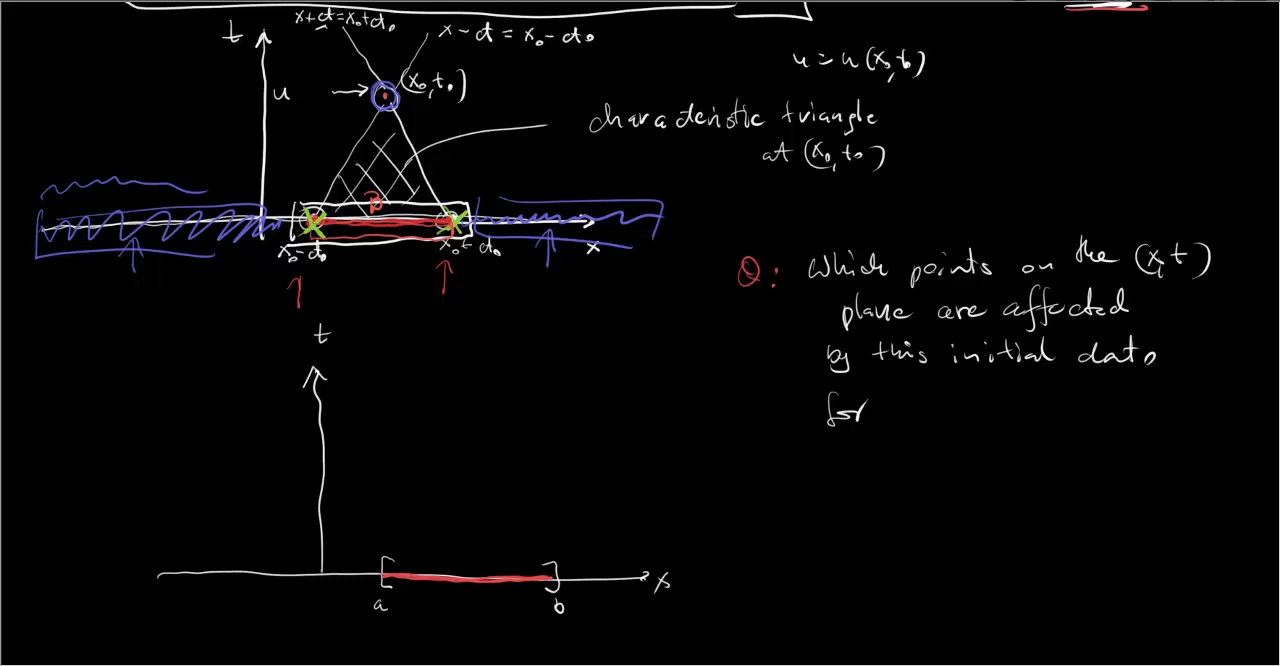 x+ct=x₀+ct₀
x-ct = x₀-ct₀
t
(x₀,t₀)
u = u(x,t)
u
characteristic triangle
at (x₀,t₀)
B
x₀-ct₀
x₀+ct₀
x
Q: Which points on the (x,t)
plane are affected
by this initial data
for
t
x
a
b